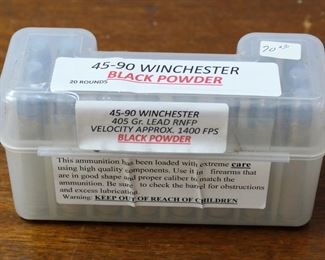 45-90 WINCHESTER
BLACK POWDER
20 ROUNDS
45-90 WINCHESTER
405 Gr. LEAD RNFP
VELOCITY APPROX. 1400 FPS
BLACK POWDER
This ammunition has been loaded with extreme care
using high quality components. Use it in firearms that
are in good shape and proper caliber to match the
ammunition. Be sure to check the barrel for obstructions
and excess lubrication.
Warning: KEEP OUT OF REACH OF CHILDREN